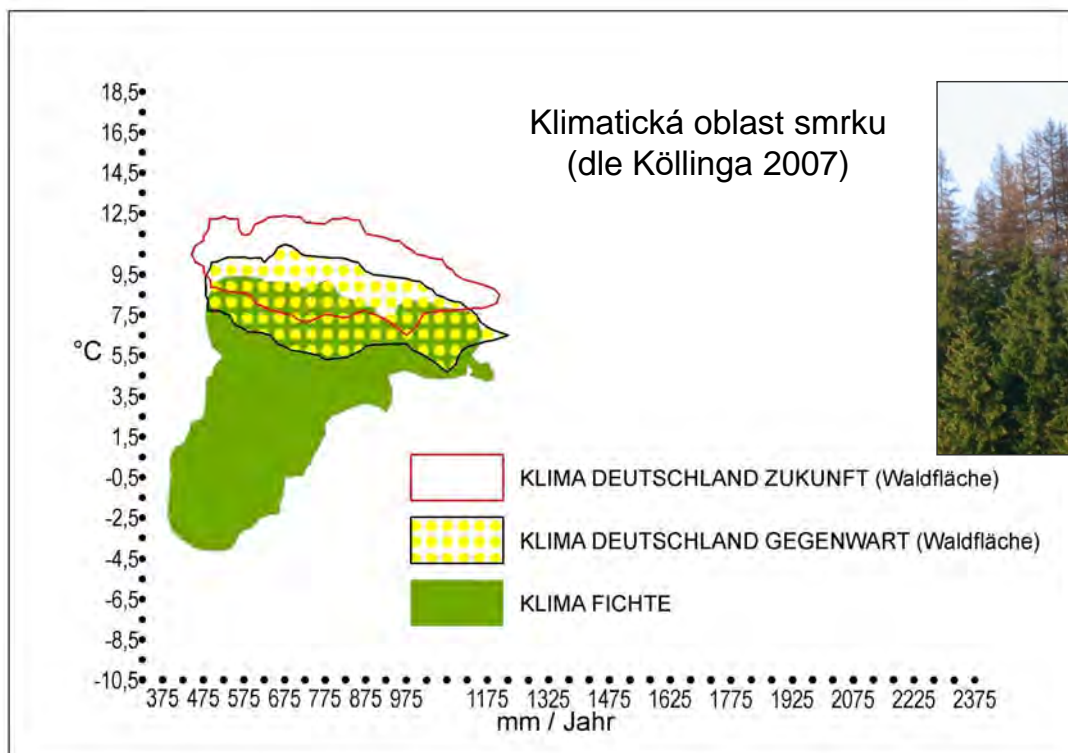 Klimatická oblast smrku
(dle Köllinga 2007)
18,5
16,5
14,5
12,5
9,5
7,5
°C
5,5
3,5
1,5
-0,5
-2,5
-4,5
-6,5
-8,5
-10,5
KLIMA DEUTSCHLAND ZUKUNFT (Waldfläche)
KLIMA DEUTSCHLAND GEGENWART (Waldfläche)
KLIMA FICHTE
375 475 575 675 775 875 975 1175 1325 1475 1625 1775 1925 2075 2225 2375
mm / Jahr